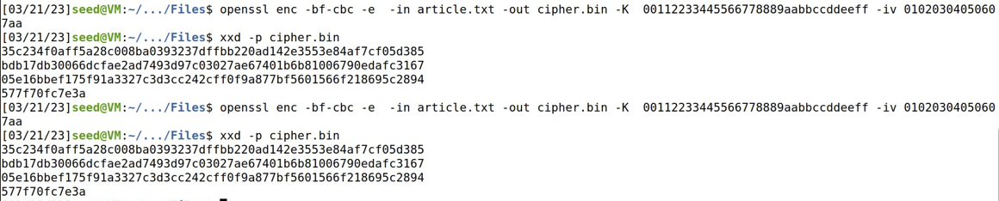 [03/21/23]seed@VM:~/.../Files$ openssl enc -bf-cbc -e  -in article.txt -out cipher.bin -K  00112233445566778889aabbccddeeff -iv 0102030405060
7aa
[03/21/23]seed@VM:~/.../Files$ xxd -p cipher.bin
35c234f0aff5a28c008ba0393237dffbb220ad142e3553e84af7cf05d385
bdb17db30066dcfae2ad7493d97c03027ae67401b6b81006790edafc3167
05e16bbef175f91a3327c3d3cc242cff0f9a877bf5601566f218695c2894
577f70fc7e3a
[03/21/23]seed@VM:~/.../Files$ openssl enc -bf-cbc -e  -in article.txt -out cipher.bin -K  00112233445566778889aabbccddeeff -iv 0102030405060
7aa
[03/21/23]seed@VM:~/.../Files$ xxd -p cipher.bin
35c234f0aff5a28c008ba0393237dffbb220ad142e3553e84af7cf05d385
bdb17db30066dcfae2ad7493d97c03027ae67401b6b81006790edafc3167
05e16bbef175f91a3327c3d3cc242cff0f9a877bf5601566f218695c2894
577f70fc7e3a